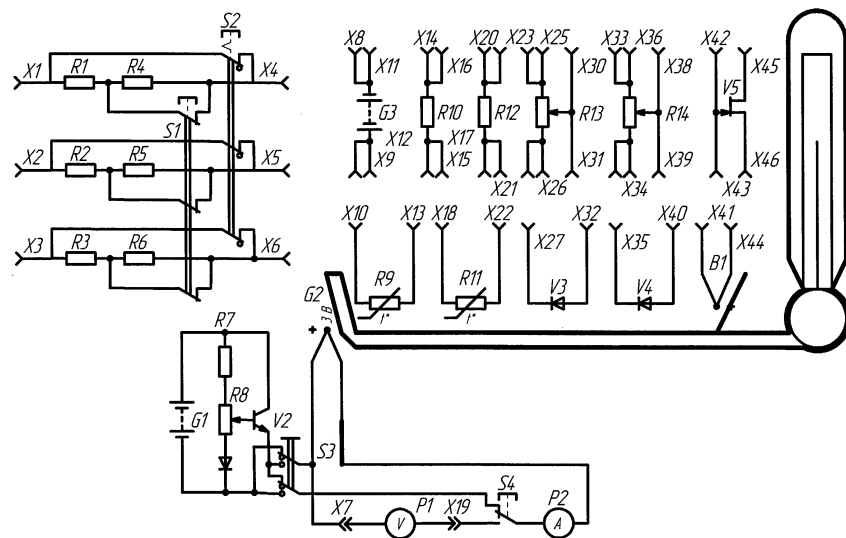 S2
X1 R1 R4 X4
S1
X2 R2 R5 X5
X3 R3 R6 X6
X8 X11 G3 X12 X9
X14 X16 R10 X17 X15
X20 R12 X21
X23 X25 X30 R13 X26 X31
X33 X36 X38 R14 X34 X39
X42 X45 V5 X46 X43
X10 X13 R9 t°
X18 X22 R11 t°
X27 X32 V3
X35 X40 V4
X41 X44 B1
G2
+ 3 В
R7
R8
G1 V2
S3
S4
X7 P1 X19 P2
V A